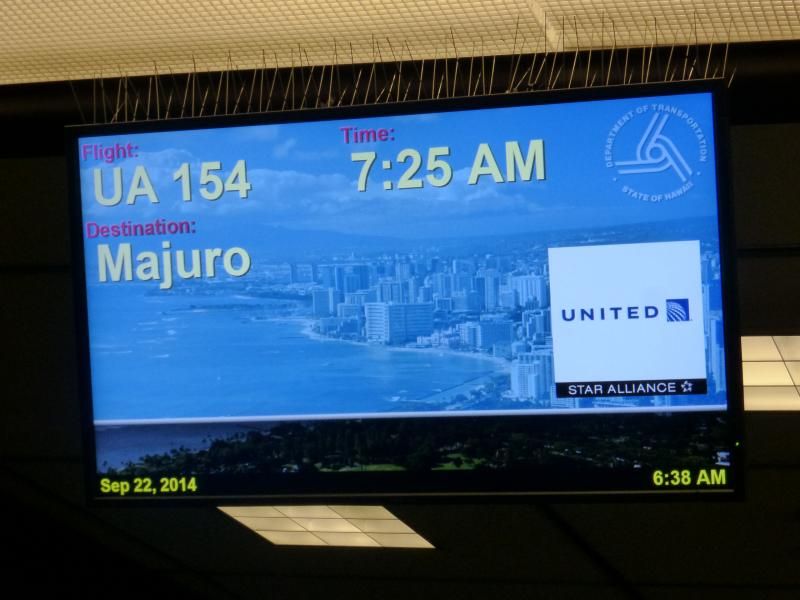 Flight:
UA 154
Time:
7:25 AM
DEPARTMENT OF TRANSPORTATION
STATE OF HAWAII
Destination:
Majuro
UNITED
STAR ALLIANCE
Sep 22, 2014
6:38 AM